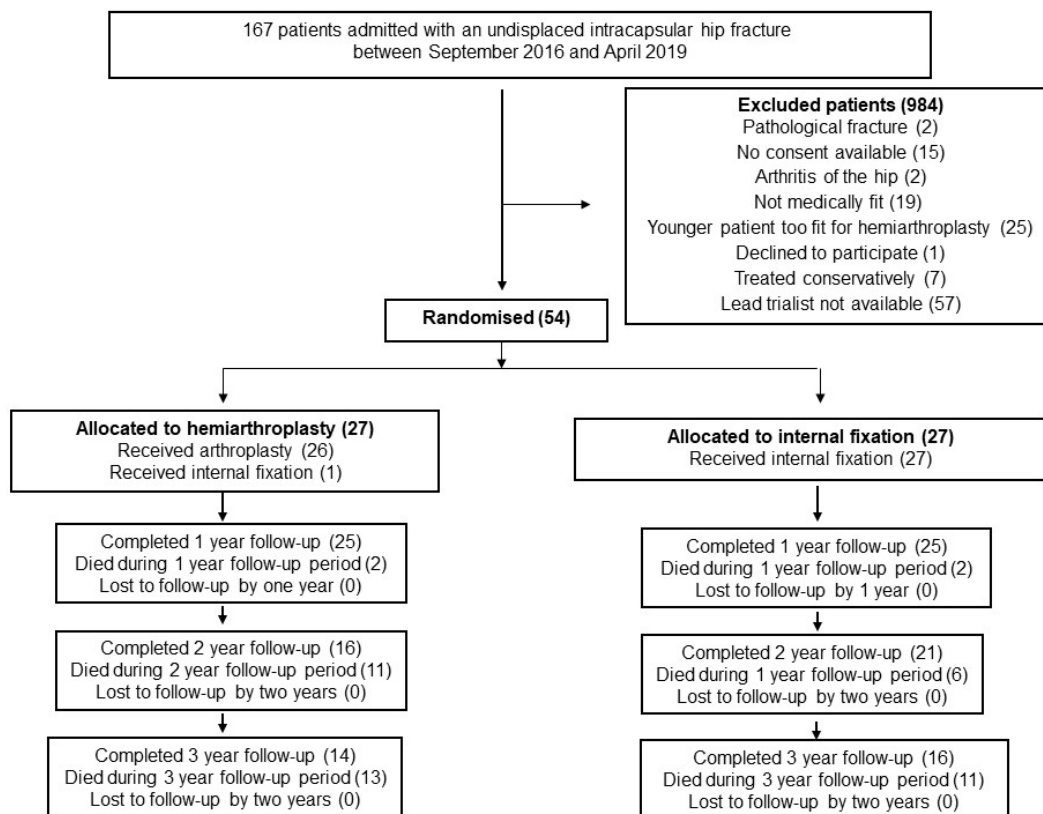 167 patients admitted with an undisplaced intracapsular hip fracture
between September 2016 and April 2019
Excluded patients (984)
Pathological fracture (2)
No consent available (15)
Arthritis of the hip (2)
Not medically fit (19)
Younger patient too fit for hemiarthroplasty (25)
Declined to participate (1)
Treated conservatively (7)
Lead trialist not available (57)
Randomised (54)
Allocated to hemiarthroplasty (27)
Received arthroplasty (26)
Received internal fixation (1)
Allocated to internal fixation (27)
Received internal fixation (27)
Completed 1 year follow-up (25)
Died during 1 year follow-up period (2)
Lost to follow-up by one year (0)
Completed 1 year follow-up (25)
Died during 1 year follow-up period (2)
Lost to follow-up by 1 year (0)
Completed 2 year follow-up (16)
Died during 2 year follow-up period (11)
Lost to follow-up by two years (0)
Completed 2 year follow-up (21)
Died during 1 year follow-up period (6)
Lost to follow-up by two years (0)
Completed 3 year follow-up (14)
Died during 3 year follow-up period (13)
Lost to follow-up by two years (0)
Completed 3 year follow-up (16)
Died during 3 year follow-up period (11)
Lost to follow-up by two years (0)